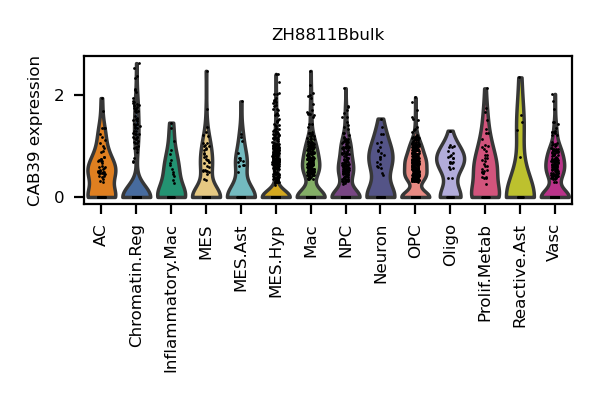 ZH8811Bbulk
CAB39 expression
2
0
AC
Chromatin.Reg
Inflammatory.Mac
MES
MES.Ast
MES.Hyp
Mac
NPC
Neuron
OPC
Oligo
Prolif.Metab
Reactive.Ast
Vasc